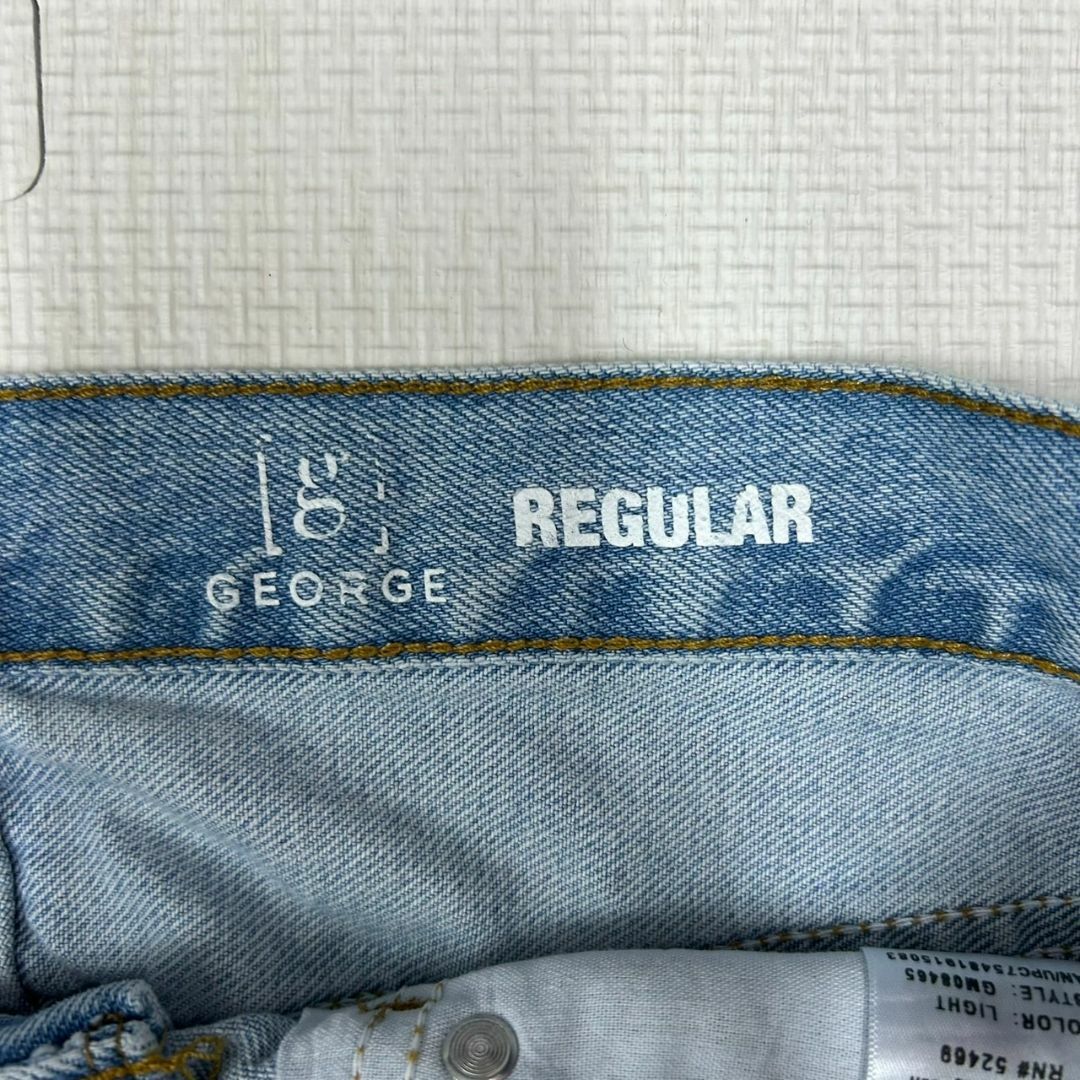 [g]
GEORGE
REGULAR
RN# 52469
COLOR: LIGHT
STYLE: GM08465